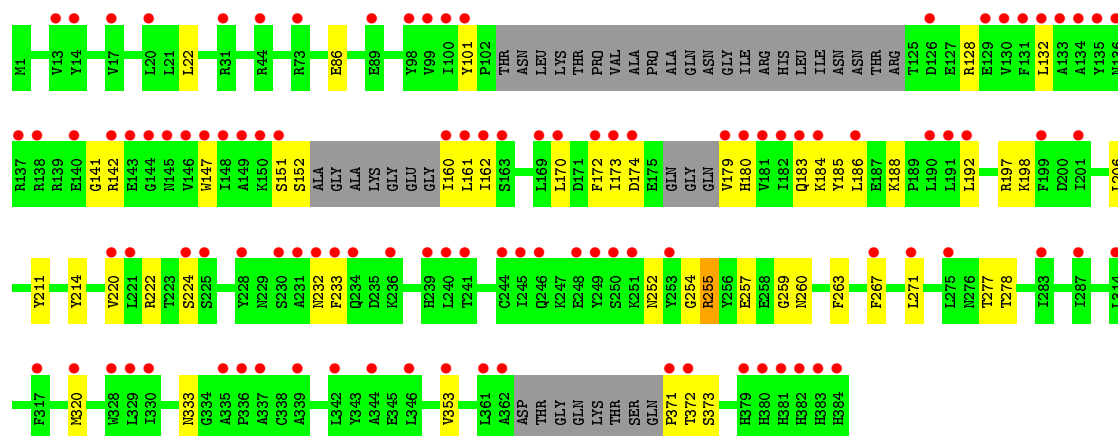 M1 V13 Y14 V17 L20 L21 L22 R31 R44 R73 E86 E89 Y98 V99 I100 Y101 P102 THR ASN LEU LYS THR PRO VAL ALA PRO ALA GLN ASN GLY ILE ARG HIS LEU ILE ASN ASN THR ARG T125 D126 E127 R128 E129 V130 F131 L132 A133 A134 Y135 N136
R137 R138 R139 E140 G141 R142 E143 G144 N145 V146 W147 I148 A149 K150 S151 S152 ALA GLY ALA LYS GLY GLU GLY I160 L161 I162 S163 L169 L170 D171 F172 I173 D174 E175 GLN GLY GLN V179 H180 V181 I182 Q183 K184 Y185 L186 E187 K188 P189 L190 L191 L192 R197 K198 F199 D200 I201 L206
Y211 Y214 V220 L221 R222 T223 S224 S225 Y228 N229 S230 A231 N232 F233 Q234 D235 K236 E239 L240 T241 C244 I245 Q246 K247 E248 Y249 S250 K251 N252 Y253 G254 R255 Y256 E257 E258 G259 N260 F263 F267 L271 L275 N276 T277 T278 I283 I287 L314
F317 M320 W328 L329 I330 N333 G334 A335 P336 A337 C338 A339 L342 Y343 A344 E345 L346 V353 L361 A362 ASP THR GLY GLN LYS THR SER GLN P371 T372 S373 H379 H380 H381 H382 H383 H384